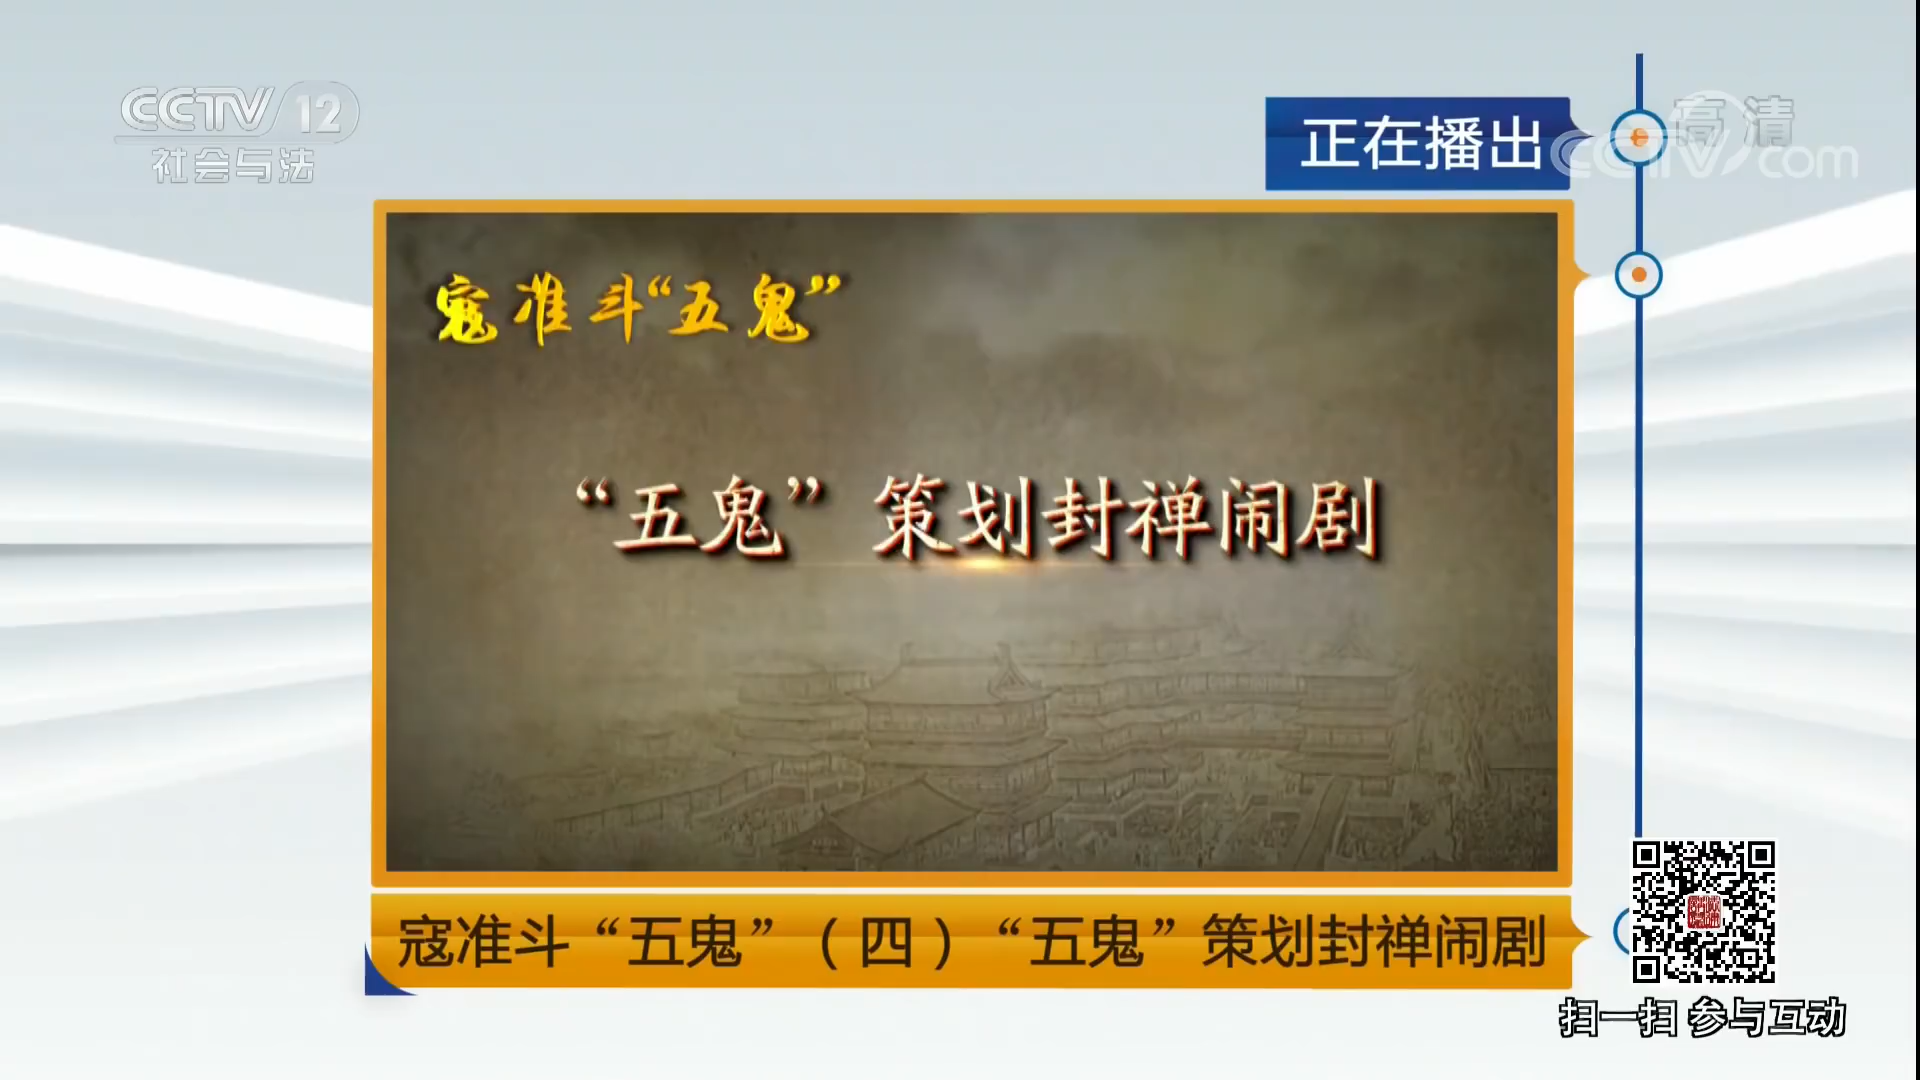 CCTV 12
社会与法
正在播出
高清
CCTV.com
寇准斗“五鬼”
“五鬼”策划封禅闹剧
寇准斗“五鬼”（四）“五鬼”策划封禅闹剧
扫一扫 参与互动